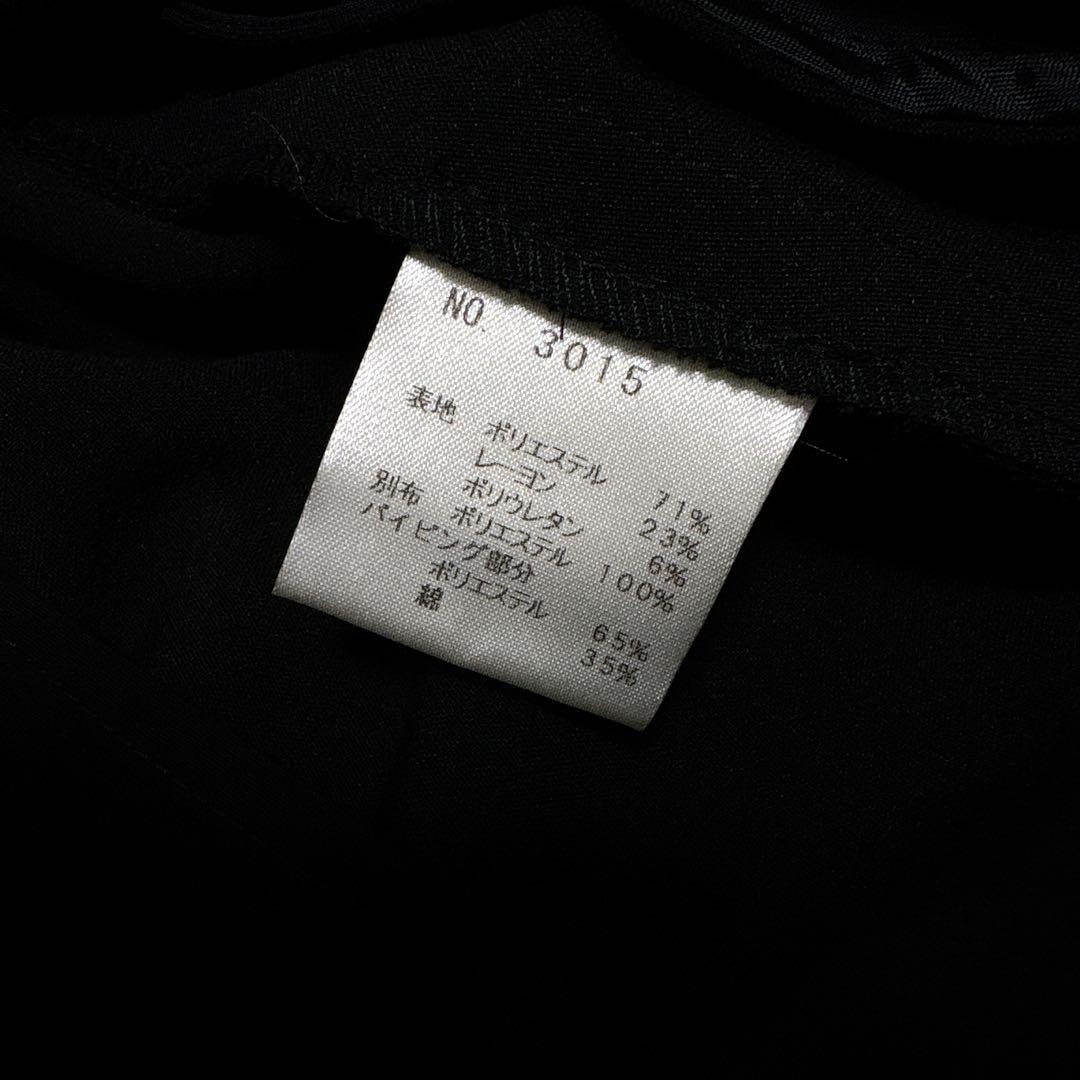 NO. 3015
表地 ポリエステル 71%
レーヨン 23%
ポリウレタン 6%
別布 ポリエステル 100%
パイピング部分
ポリエステル 65%
綿 35%